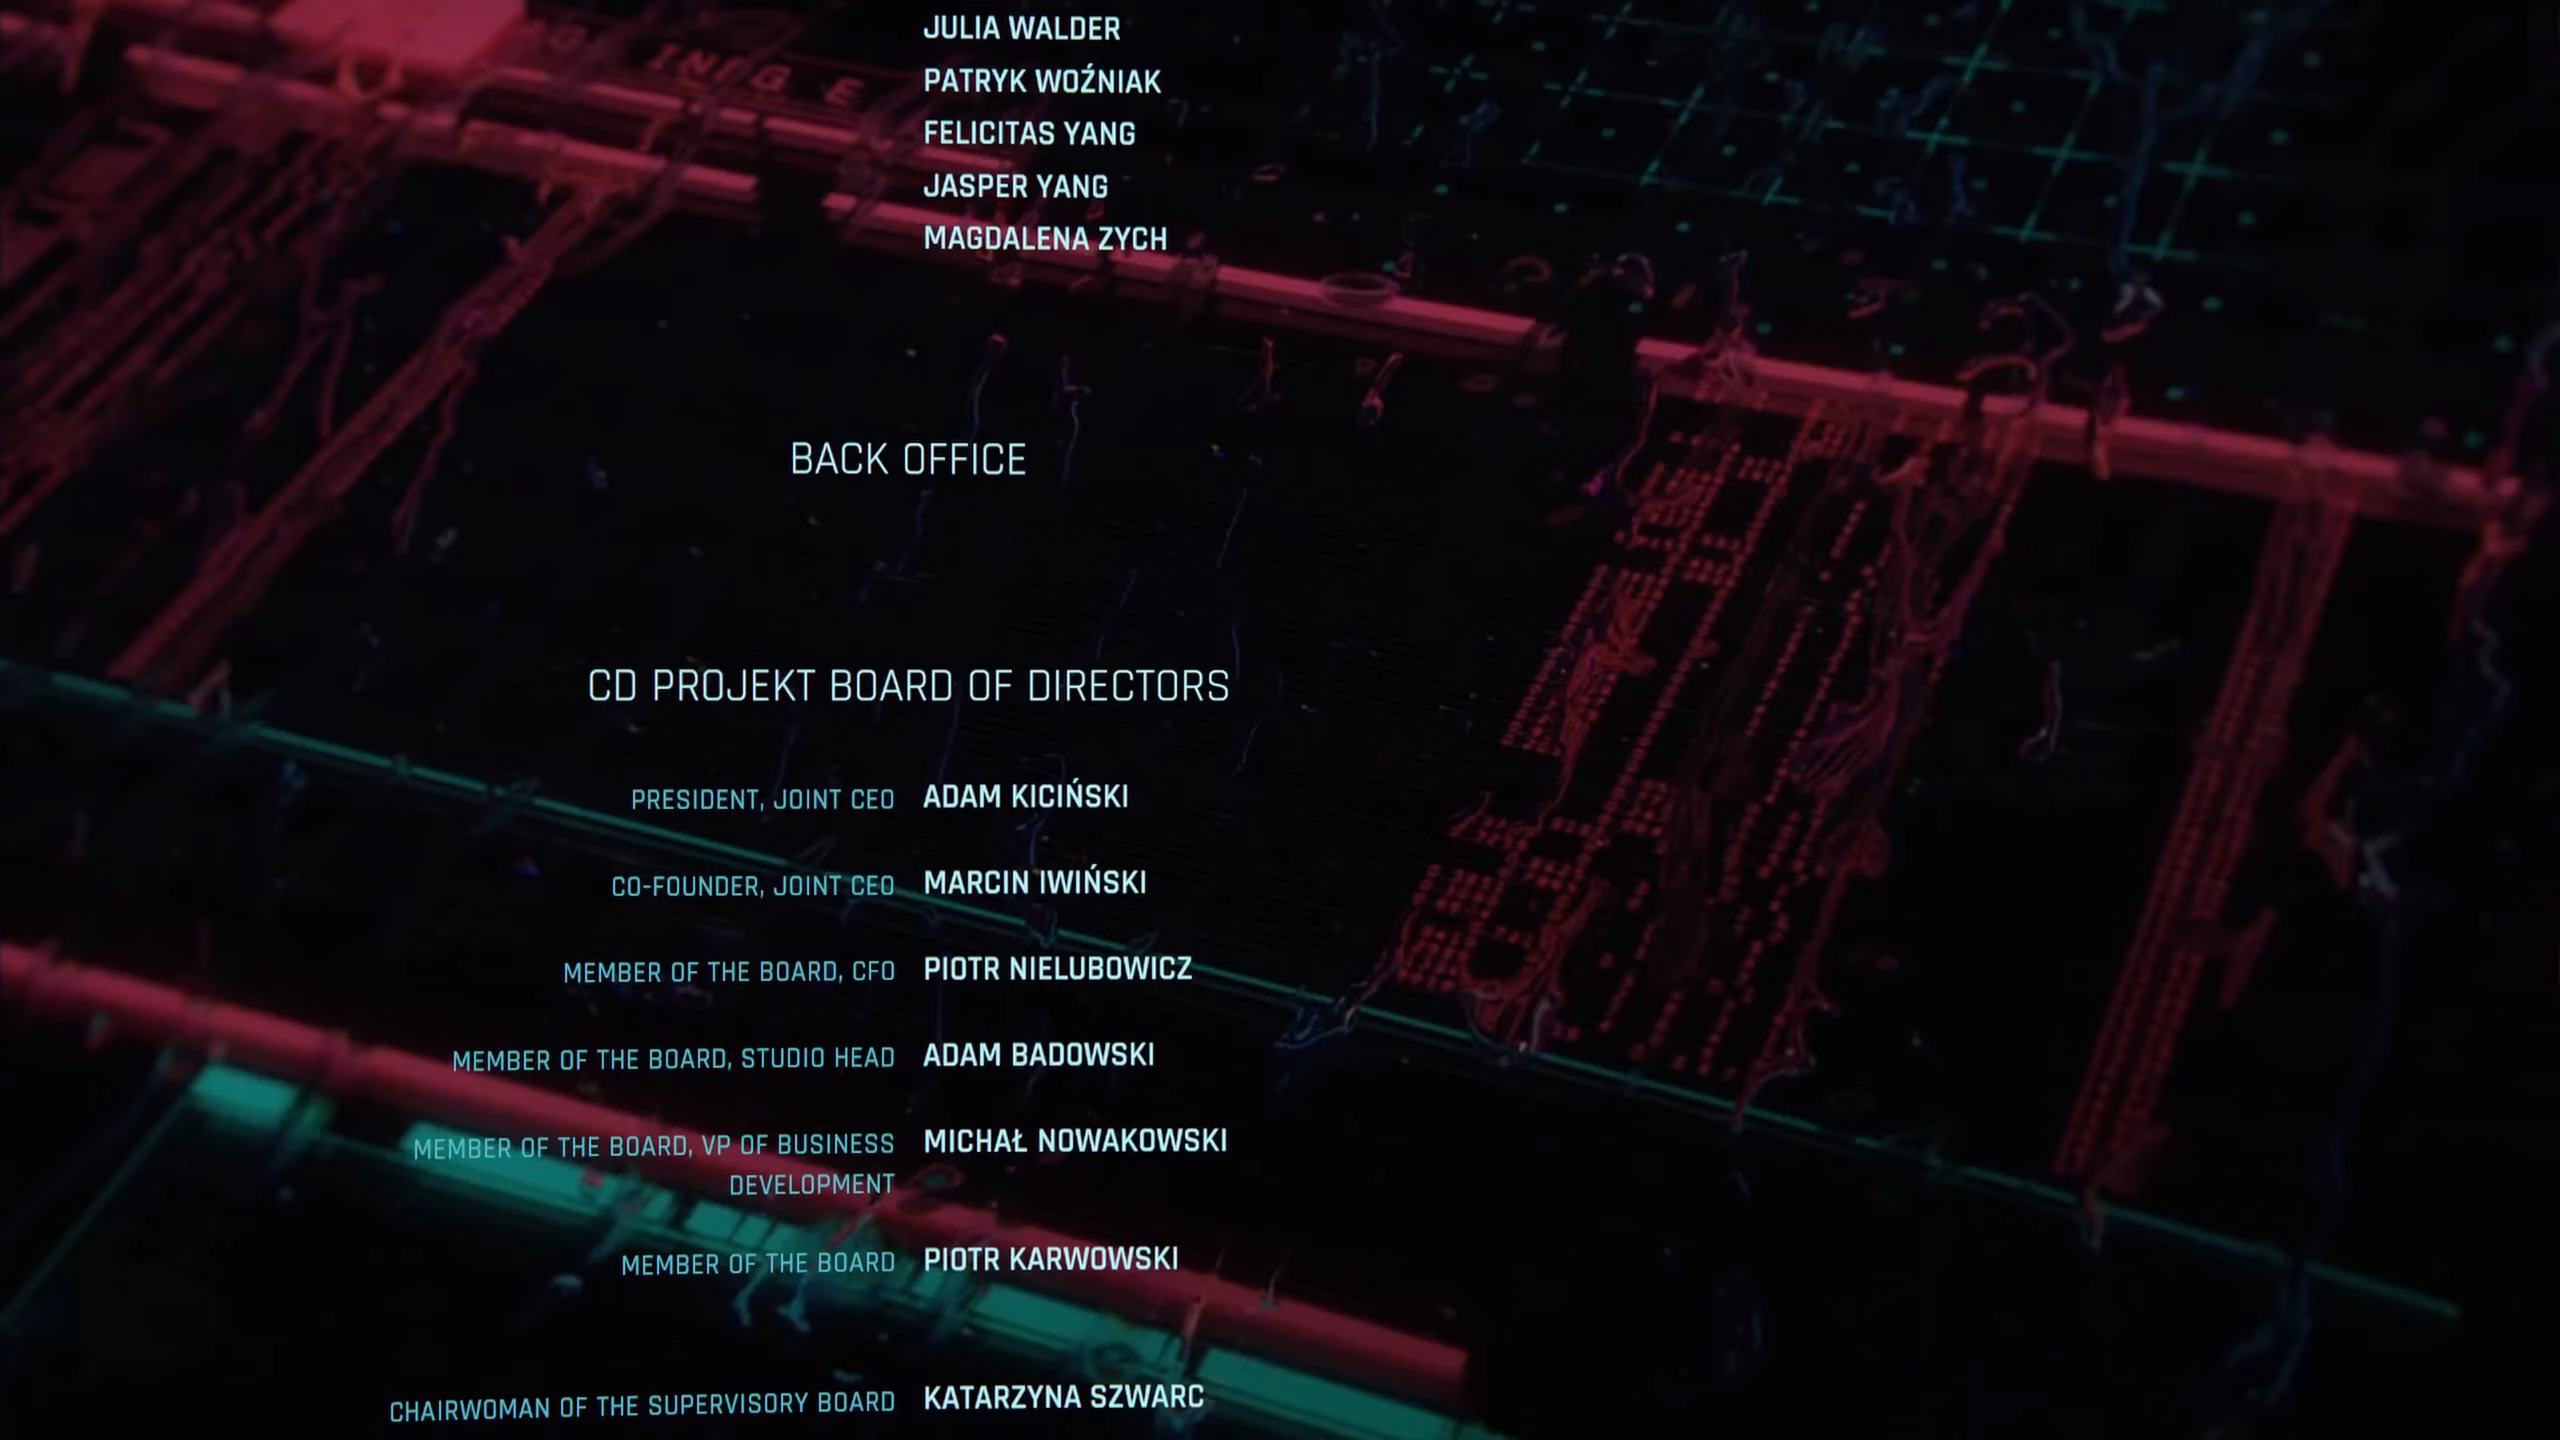 JULIA WALDER
PATRYK WOŹNIAK
FELICITAS YANG
JASPER YANG
MAGDALENA ZYCH
BACK OFFICE
CD PROJEKT BOARD OF DIRECTORS
PRESIDENT, JOINT CEO ADAM KICIŃSKI
CO-FOUNDER, JOINT CEO MARCIN IWIŃSKI
MEMBER OF THE BOARD, CFO PIOTR NIELUBOWICZ
MEMBER OF THE BOARD, STUDIO HEAD ADAM BADOWSKI
MEMBER OF THE BOARD, VP OF BUSINESS MICHAŁ NOWAKOWSKI
DEVELOPMENT
MEMBER OF THE BOARD PIOTR KARWOWSKI
CHAIRWOMAN OF THE SUPERVISORY BOARD KATARZYNA SZWARC